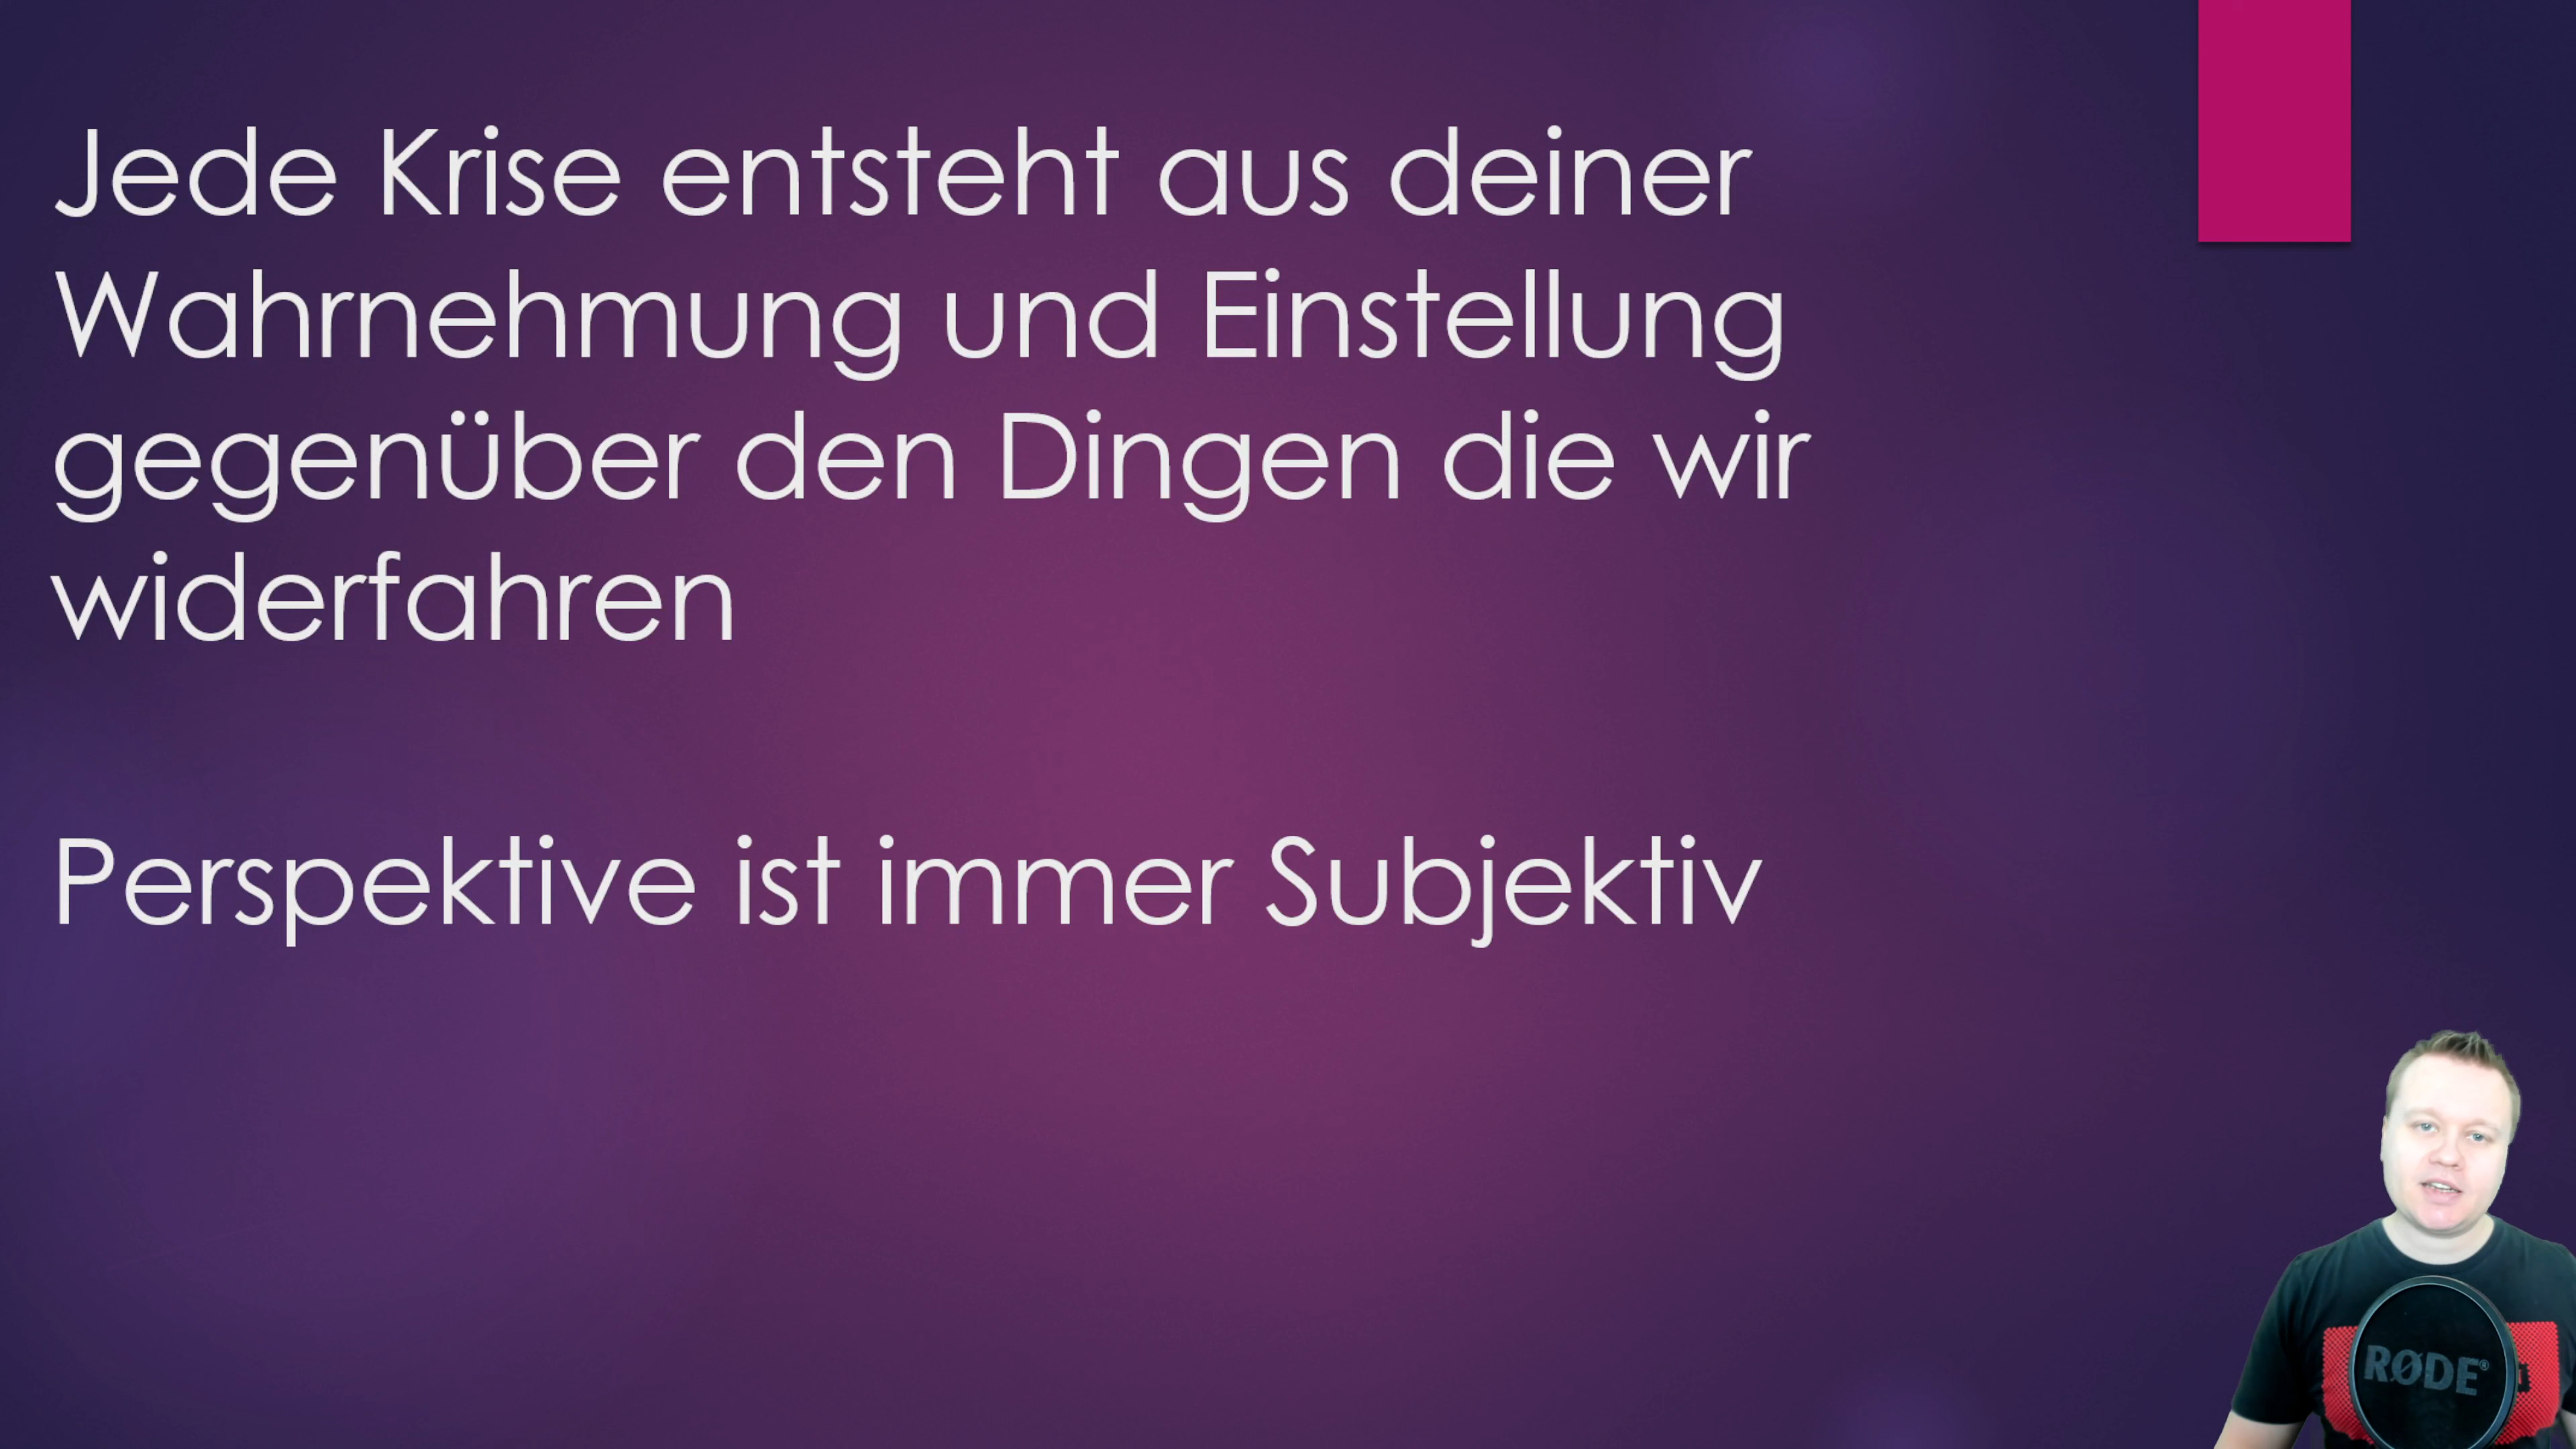 Jede Krise entsteht aus deiner
Wahrnehmung und Einstellung
gegenüber den Dingen die wir
widerfahren
Perspektive ist immer Subjektiv
RØDE®